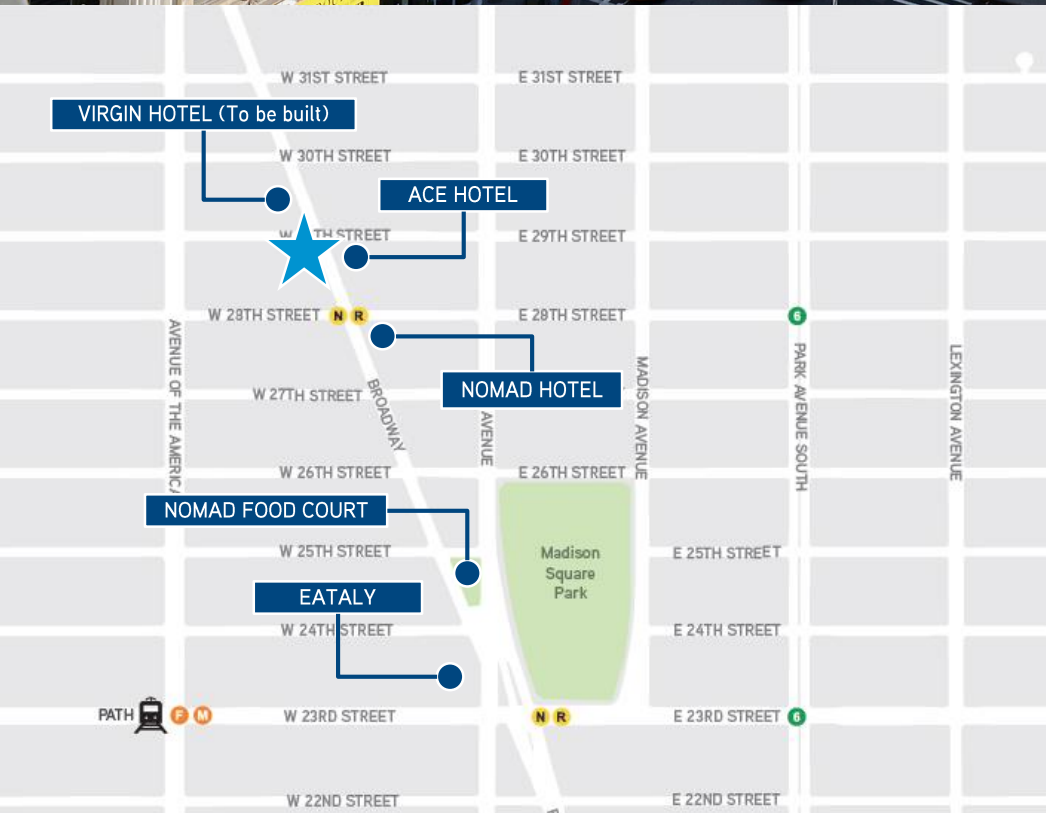 W 31ST STREET
E 31ST STREET
VIRGIN HOTEL (To be built)
W 30TH STREET
E 30TH STREET
ACE HOTEL
W TH STREET
E 29TH STREET
W 28TH STREET
N R
E 28TH STREET
6
AVENUE OF THE AMERICA
BROADWAY
AVENUE
MADISON AVENUE
PARK AVENUE SOUTH
LEXINGTON AVENUE
NOMAD HOTEL
W 27TH STREET
W 26TH STREET
E 26TH STREET
NOMAD FOOD COURT
W 25TH STREET
Madison
Square
Park
E 25TH STREET
EATALY
W 24TH STREET
E 24TH STREET
PATH
F M
W 23RD STREET
N R
E 23RD STREET
6
W 22ND STREET
E 22ND STREET